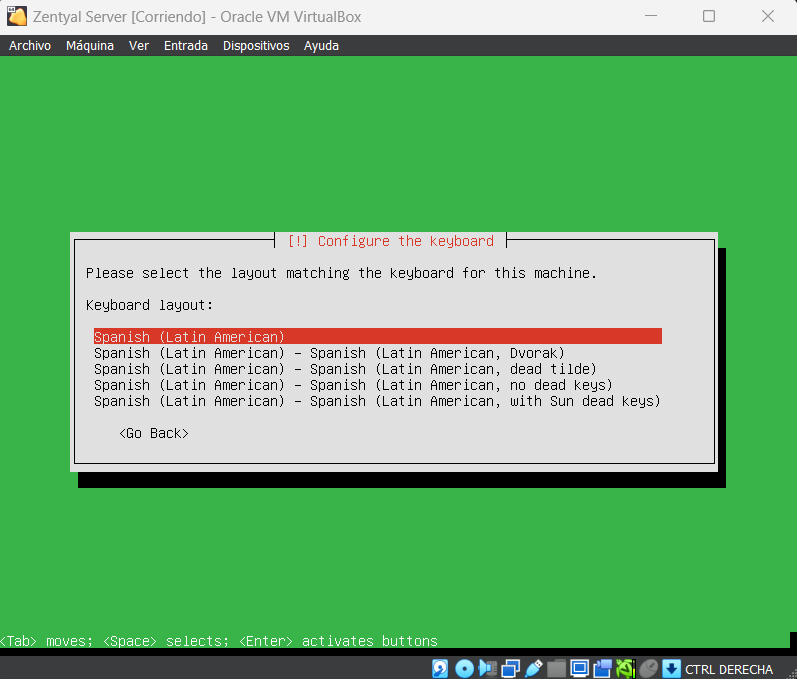 Zentyal Server [Corriendo] - Oracle VM VirtualBox
Archivo Máquina Ver Entrada Dispositivos Ayuda
[!] Configure the keyboard
Please select the layout matching the keyboard for this machine.
Keyboard layout:
Spanish (Latin American)
Spanish (Latin American) - Spanish (Latin American, Dvorak)
Spanish (Latin American) - Spanish (Latin American, dead tilde)
Spanish (Latin American) - Spanish (Latin American, no dead keys)
Spanish (Latin American) - Spanish (Latin American, with Sun dead keys)
<Go Back>
<Tab> moves; <Space> selects; <Enter> activates buttons
CTRL DERECHA